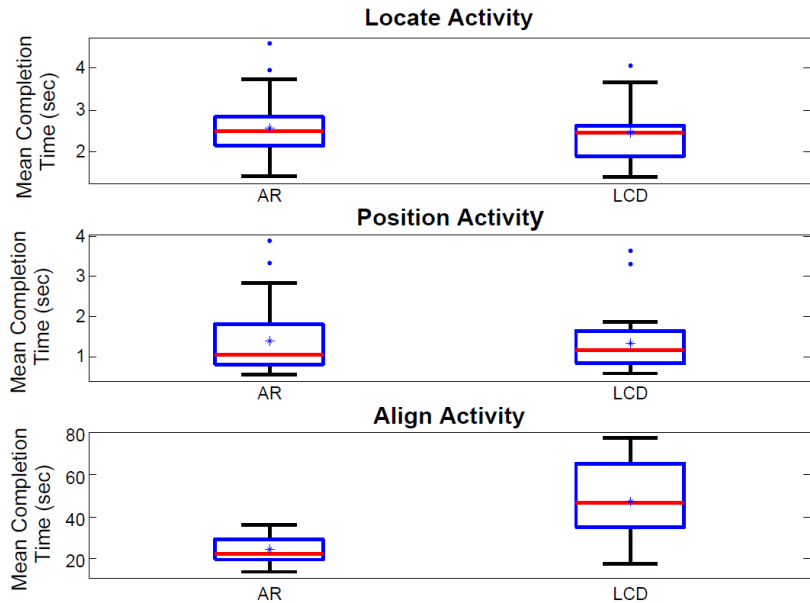 Locate Activity
Mean Completion
Time (sec)
4
3
2
AR
LCD
Position Activity
Mean Completion
Time (sec)
4
3
2
1
AR
LCD
Align Activity
Mean Completion
Time (sec)
80
60
40
20
AR
LCD